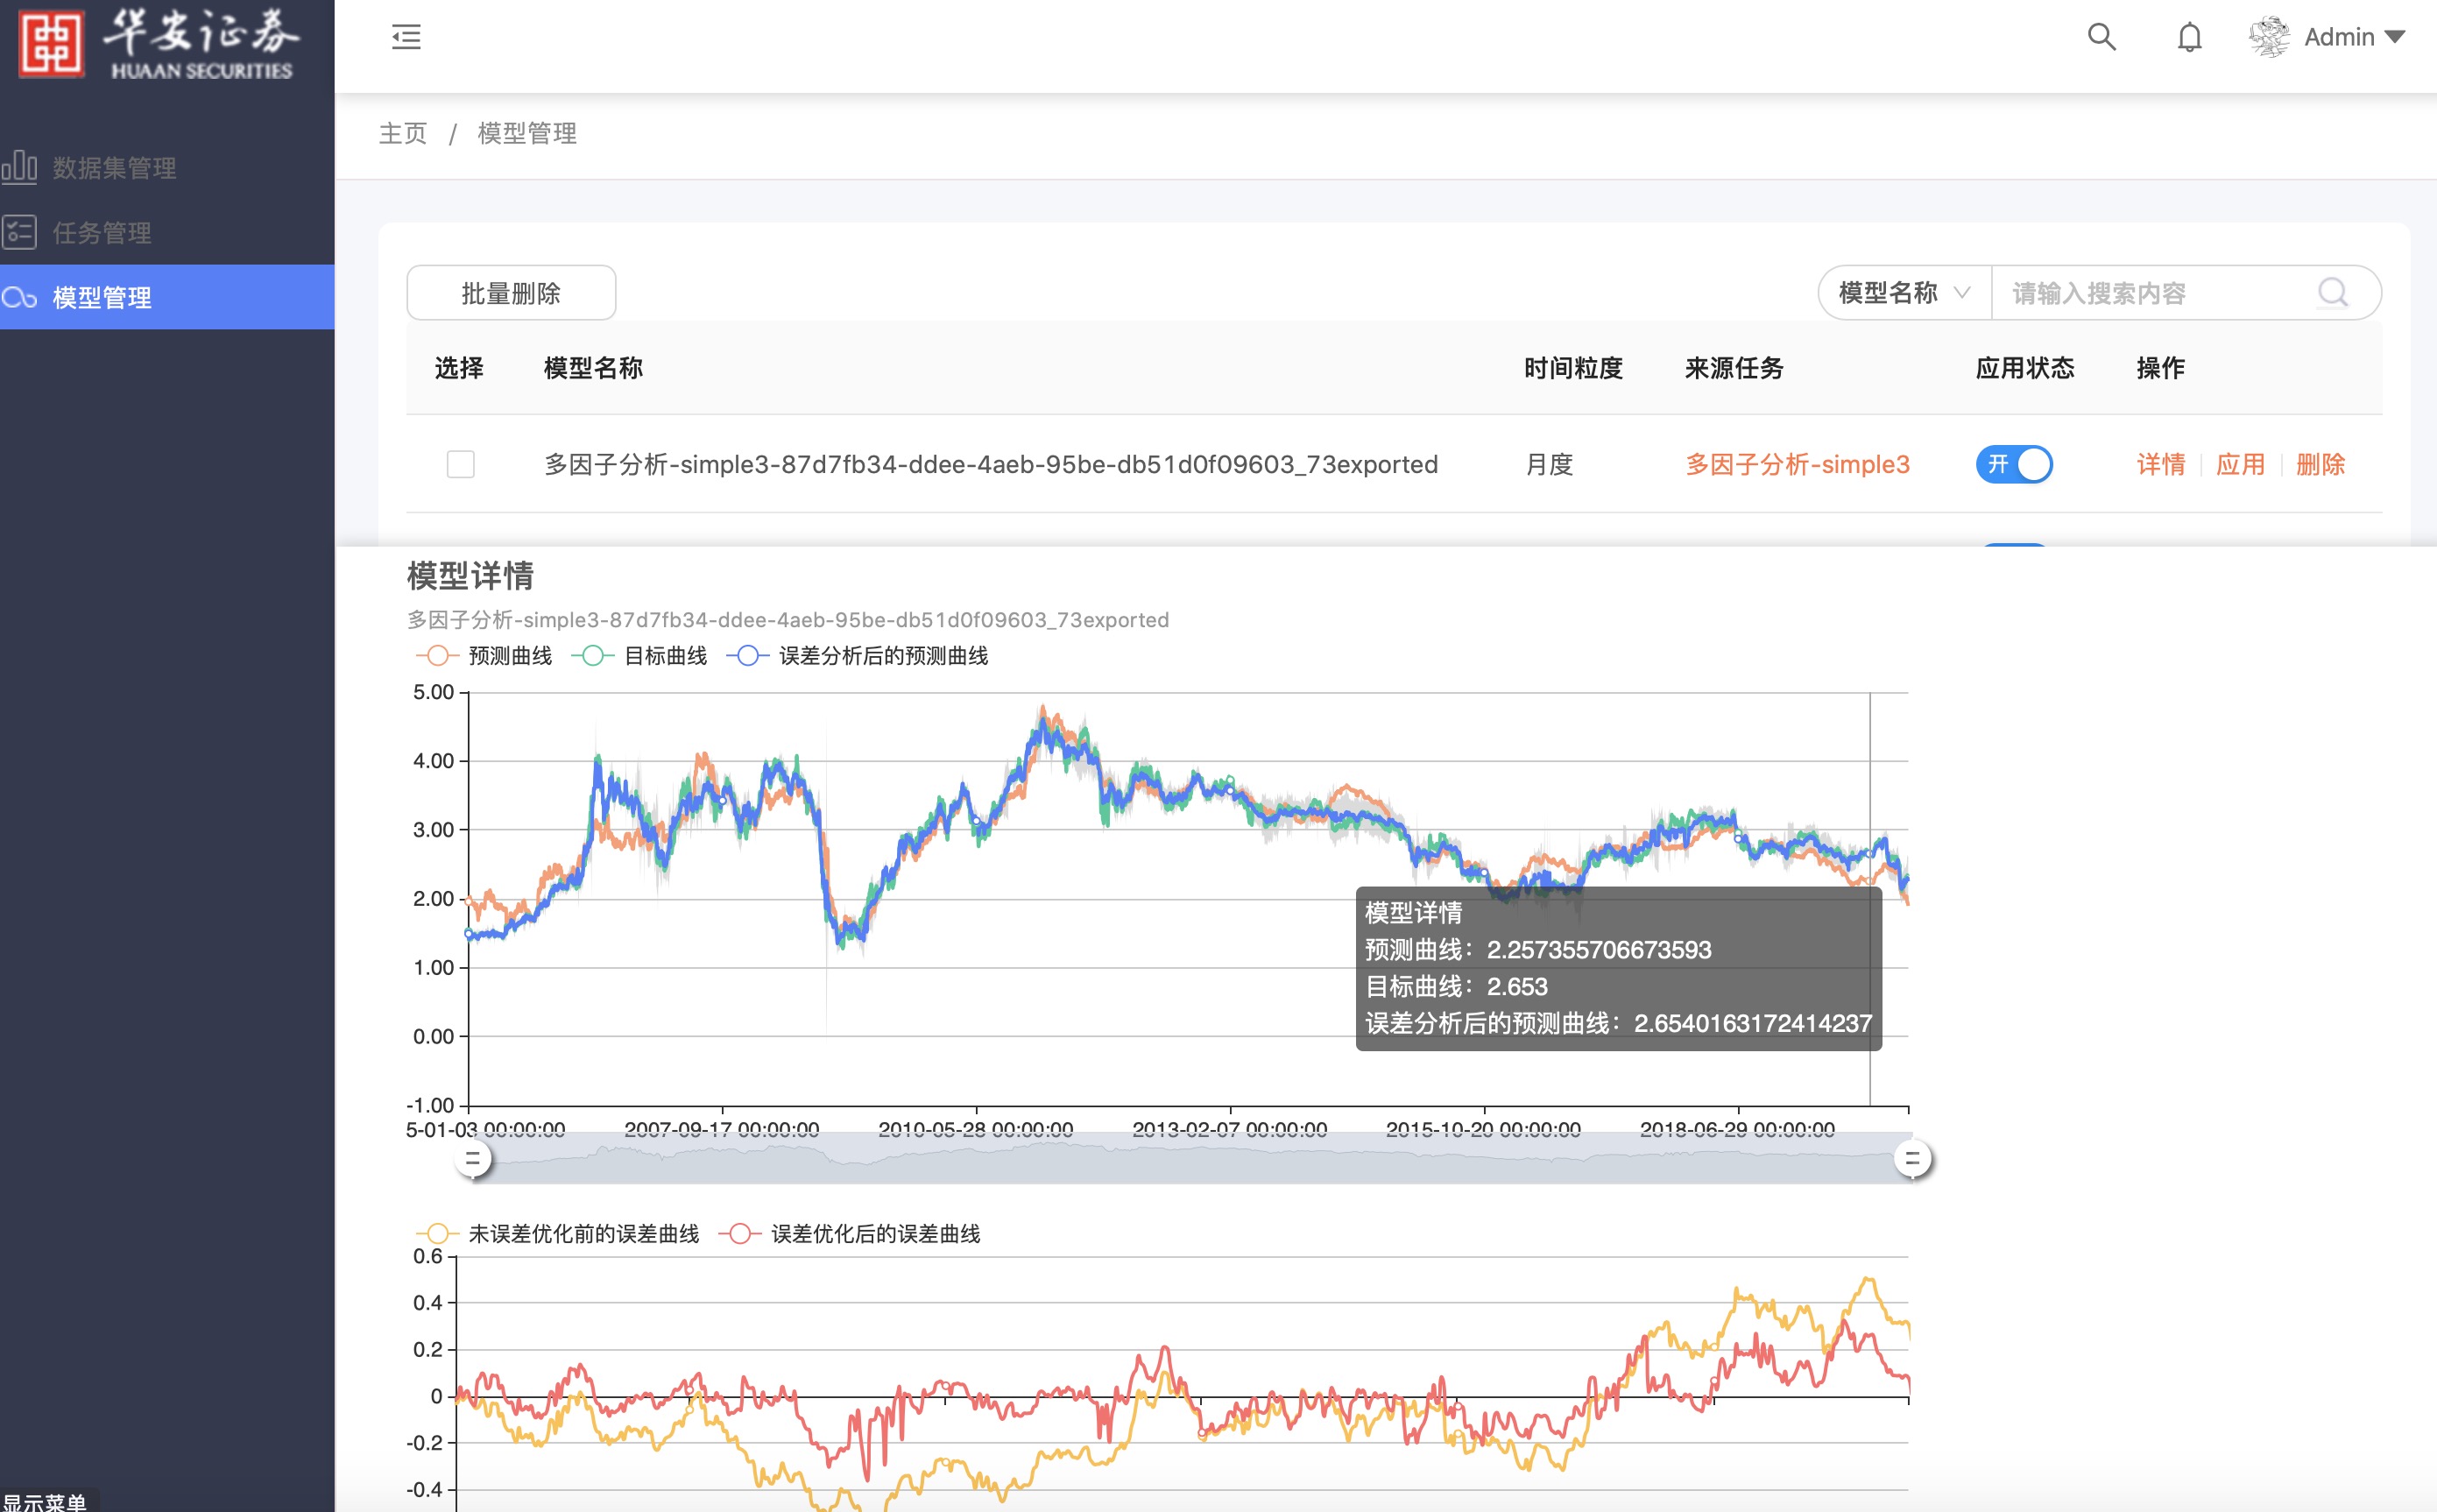 华安证券
HUAAN SECURITIES
Admin
主页 / 模型管理
数据集管理
任务管理
模型管理
批量删除
模型名称 请输入搜索内容
选择 模型名称 时间粒度 来源任务 应用状态 操作
多因子分析-simple3-87d7fb34-ddee-4aeb-95be-db51d0f09603_73exported 月度 多因子分析-simple3 开 详情 应用 删除
模型详情
多因子分析-simple3-87d7fb34-ddee-4aeb-95be-db51d0f09603_73exported
预测曲线 目标曲线 误差分析后的预测曲线
5.00
4.00
3.00
2.00
1.00
0.00
-1.00
模型详情
预测曲线：2.257355706673593
目标曲线：2.653
误差分析后的预测曲线：2.6540163172414237
5-01-03 00:00:00 2007-09-17 00:00:00 2010-05-28 00:00:00 2013-02-07 00:00:00 2015-10-20 00:00:00 2018-06-29 00:00:00
未误差优化前的误差曲线 误差优化后的误差曲线
0.6
0.4
0.2
0
-0.2
-0.4
显示菜单